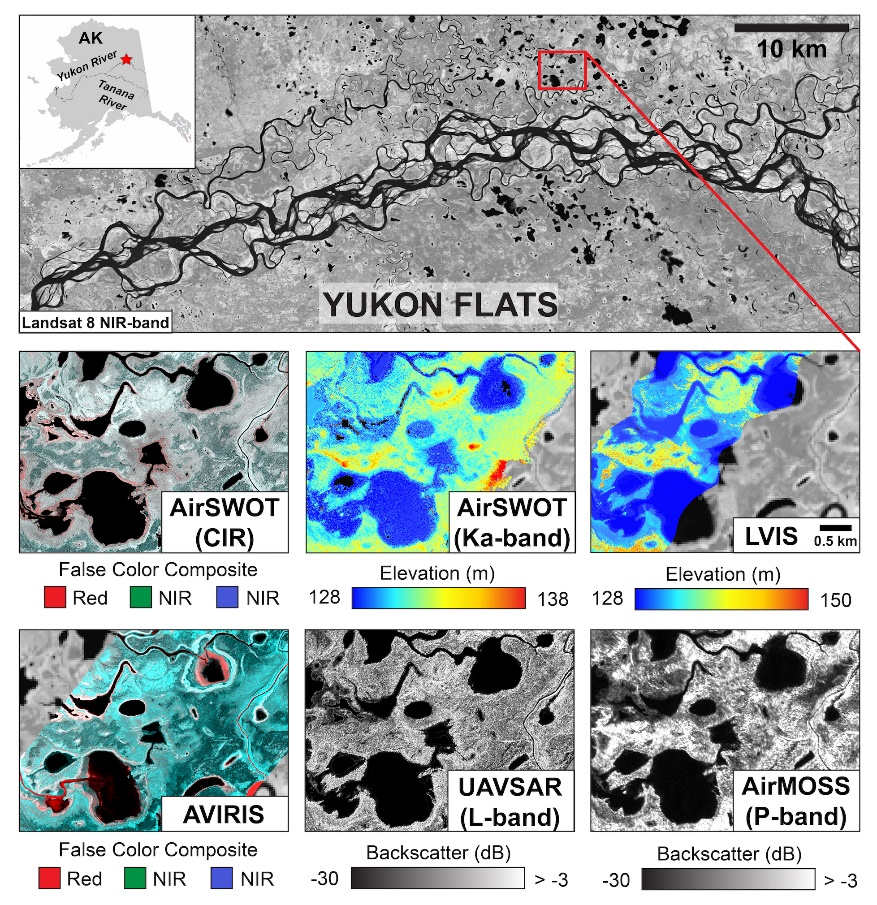 AK
Yukon River
Tanana
River
10 km
YUKON FLATS
Landsat 8 NIR-band
AirSWOT
(CIR)
AirSWOT
(Ka-band)
LVIS
0.5 km
False Color Composite
Red NIR NIR
Elevation (m)
128 138
Elevation (m)
128 150
AVIRIS
UAVSAR
(L-band)
AirMOSS
(P-band)
False Color Composite
Red NIR NIR
Backscatter (dB)
-30 > -3
Backscatter (dB)
-30 > -3